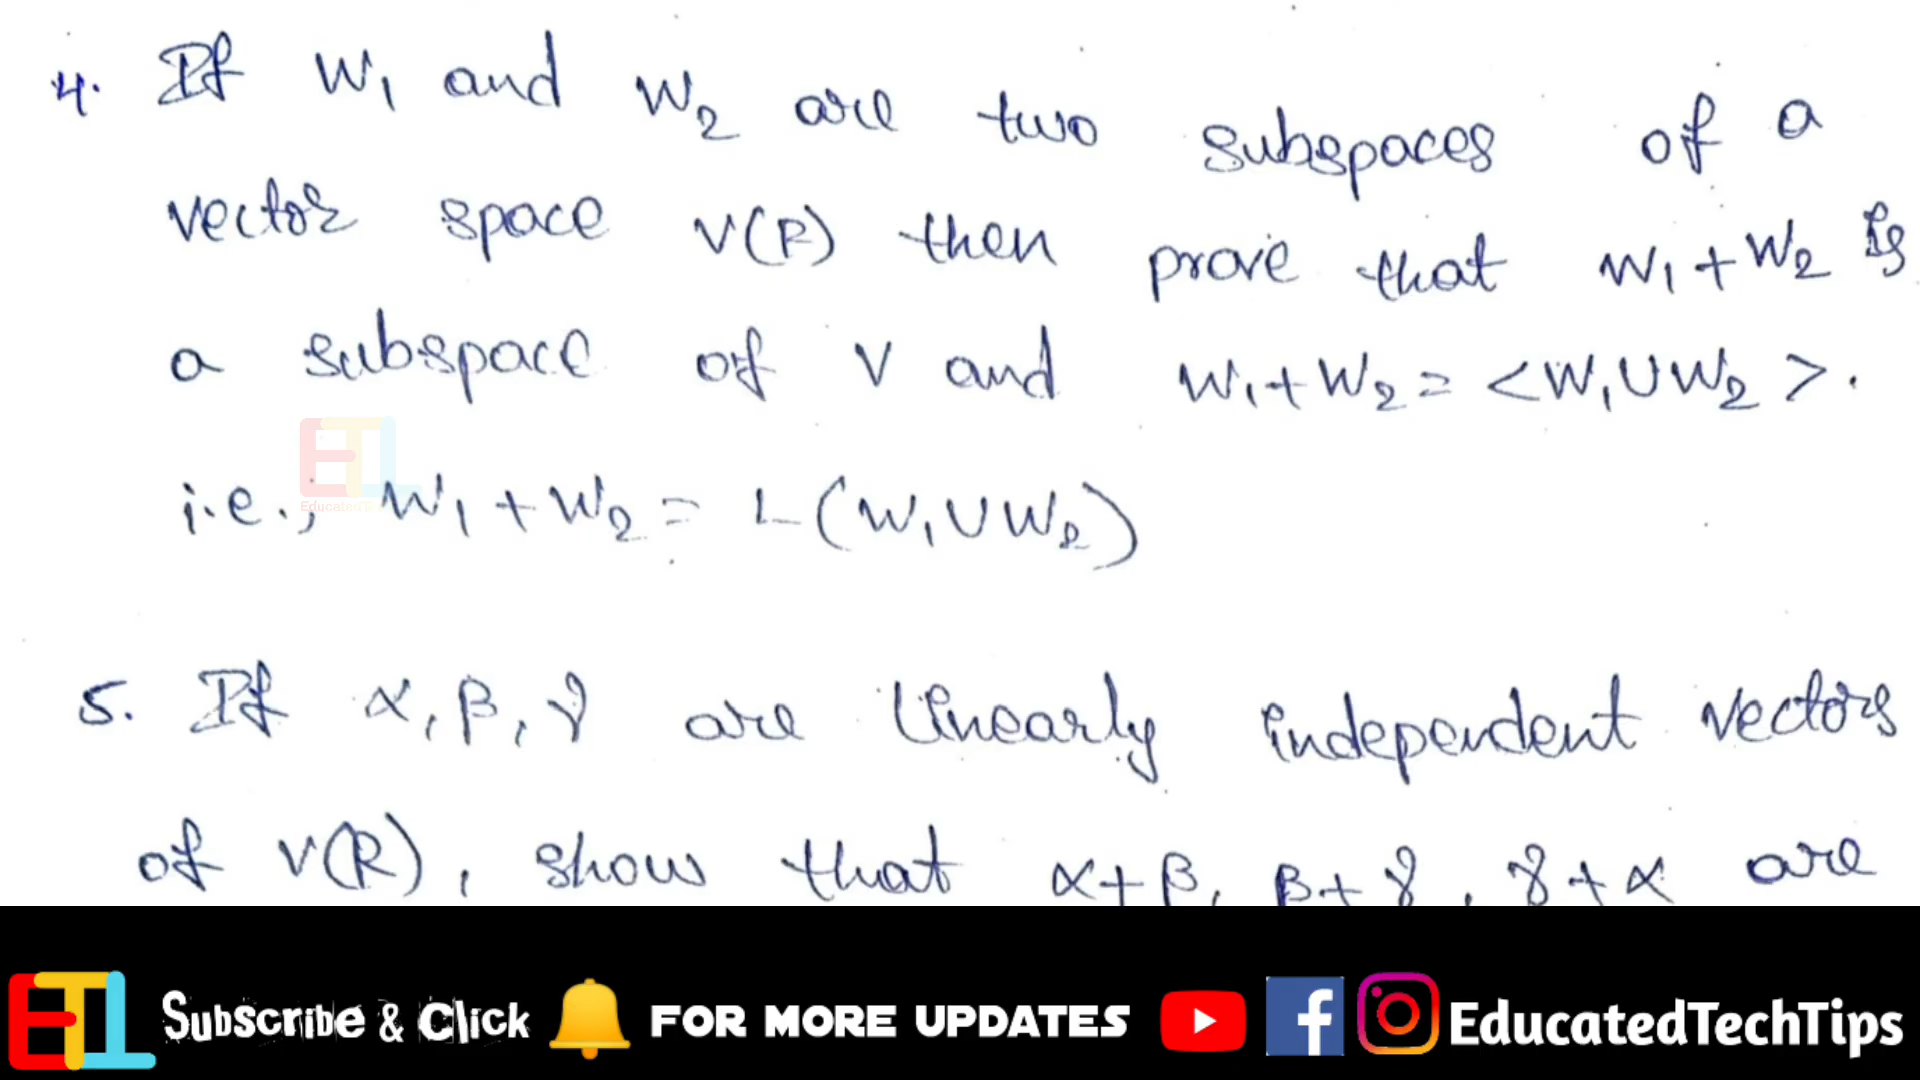 4. If W₁ and W₂ are two subspaces of a
vector space V(F) then prove that W₁+W₂ is
a subspace of V and W₁+W₂ = <W₁∪W₂>.
i.e., W₁+W₂ = L(W₁∪W₂)
5. If α, β, γ are linearly independent vectors
of V(R), show that α+β, β+γ, γ+α are
ETL Subscribe & Click FOR MORE UPDATES EducatedTechTips